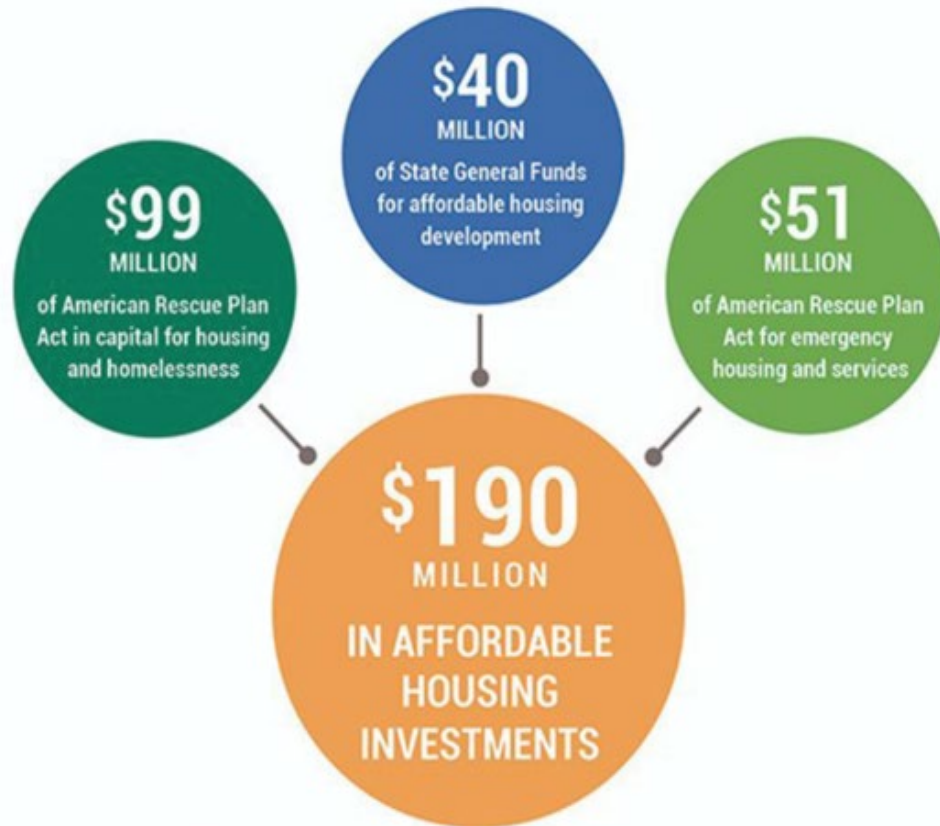 $40
MILLION
of State General Funds
for affordable housing
development
$99
MILLION
of American Rescue Plan
Act in capital for housing
and homelessness
$51
MILLION
of American Rescue Plan
Act for emergency
housing and services
$190
MILLION
IN AFFORDABLE
HOUSING
INVESTMENTS